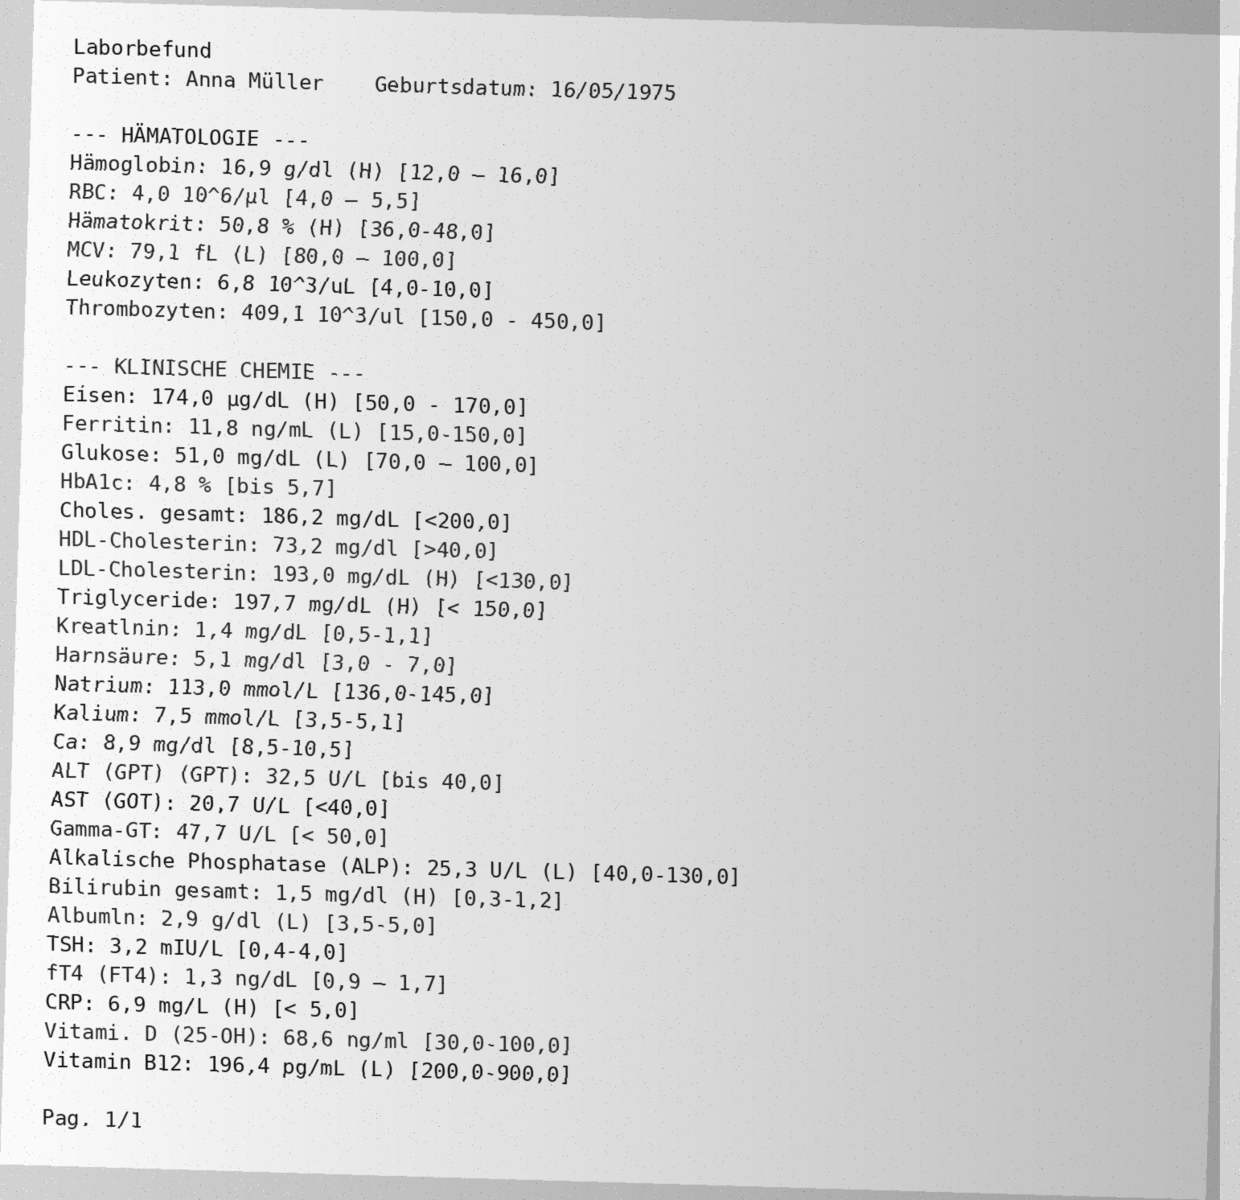 Laborbefund
Patient: Anna Müller    Geburtsdatum: 16/05/1975
--- HÄMATOLOGIE ---
Hämoglobin: 16,9 g/dl (H) [12,0 – 16,0]
RBC: 4,0 10^6/µl [4,0 – 5,5]
Hämatokrit: 50,8 % (H) [36,0-48,0]
MCV: 79,1 fL (L) [80,0 – 100,0]
Leukozyten: 6,8 10^3/uL [4,0-10,0]
Thrombozyten: 409,1 10^3/ul [150,0 - 450,0]
--- KLINISCHE CHEMIE ---
Eisen: 174,0 µg/dL (H) [50,0 - 170,0]
Ferritin: 11,8 ng/mL (L) [15,0-150,0]
Glukose: 51,0 mg/dL (L) [70,0 – 100,0]
HbA1c: 4,8 % [bis 5,7]
Choles. gesamt: 186,2 mg/dL [<200,0]
HDL-Cholesterin: 73,2 mg/dl [>40,0]
LDL-Cholesterin: 193,0 mg/dL (H) [<130,0]
Triglyceride: 197,7 mg/dL (H) [< 150,0]
Kreatlnin: 1,4 mg/dL [0,5-1,1]
Harnsäure: 5,1 mg/dl [3,0 - 7,0]
Natrium: 113,0 mmol/L [136,0-145,0]
Kalium: 7,5 mmol/L [3,5-5,1]
Ca: 8,9 mg/dl [8,5-10,5]
ALT (GPT) (GPT): 32,5 U/L [bis 40,0]
AST (GOT): 20,7 U/L [<40,0]
Gamma-GT: 47,7 U/L [< 50,0]
Alkalische Phosphatase (ALP): 25,3 U/L (L) [40,0-130,0]
Bilirubin gesamt: 1,5 mg/dl (H) [0,3-1,2]
Albumln: 2,9 g/dl (L) [3,5-5,0]
TSH: 3,2 mIU/L [0,4-4,0]
fT4 (FT4): 1,3 ng/dL [0,9 – 1,7]
CRP: 6,9 mg/L (H) [< 5,0]
Vitami. D (25-OH): 68,6 ng/ml [30,0-100,0]
Vitamin B12: 196,4 pg/mL (L) [200,0-900,0]
Pag. 1/1